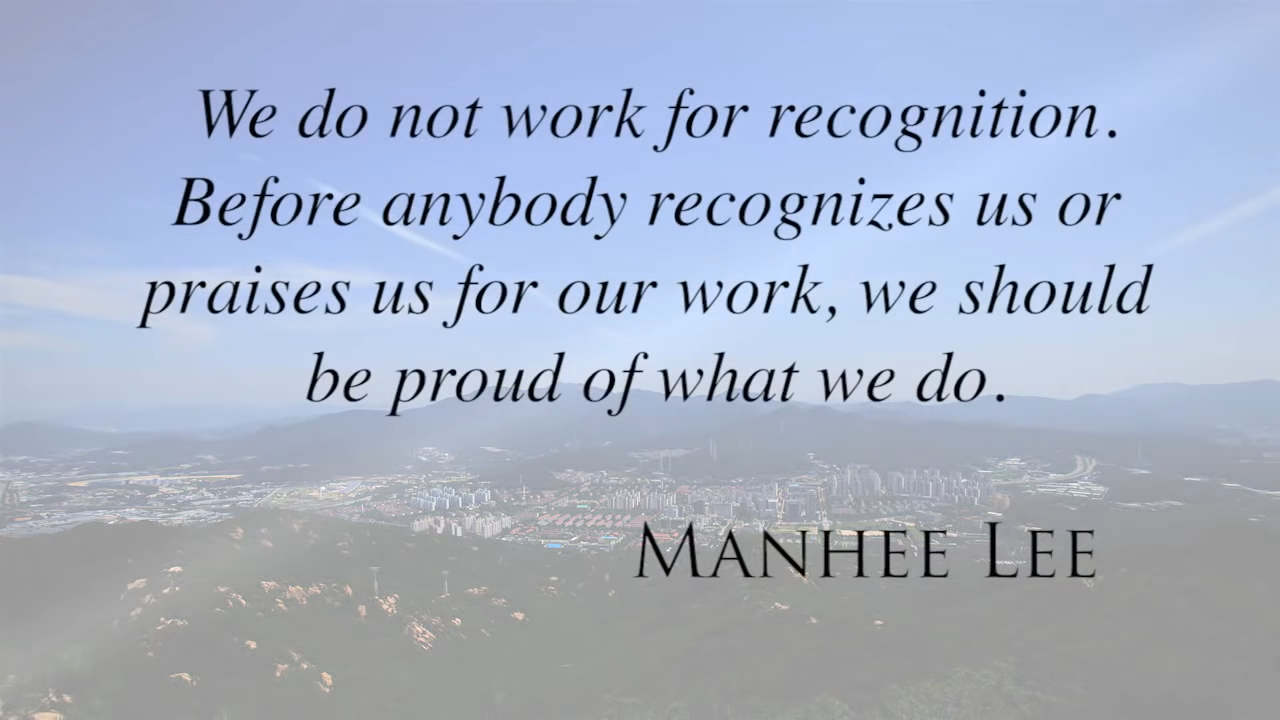 We do not work for recognition.
Before anybody recognizes us or
praises us for our work, we should
be proud of what we do.
MANHEE LEE